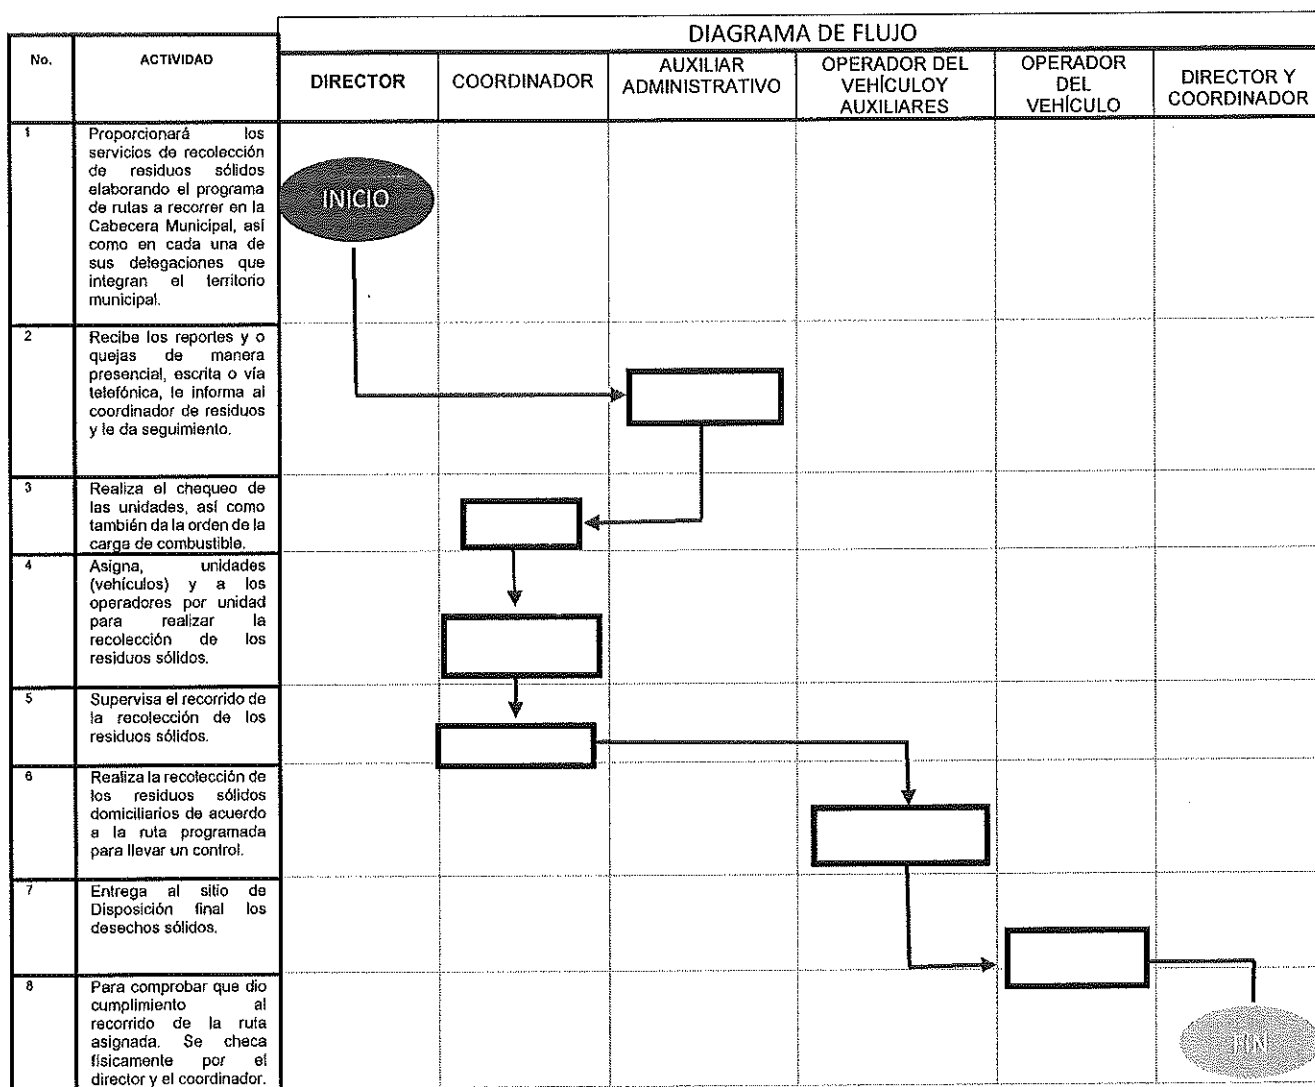 DIAGRAMA DE FLUJO
No.
ACTIVIDAD
DIRECTOR
COORDINADOR
AUXILIAR
ADMINISTRATIVO
OPERADOR DEL
VEHÍCULOY
AUXILIARES
OPERADOR
DEL
VEHÍCULO
DIRECTOR Y
COORDINADOR
1
Proporcionará los
servicios de recolección
de residuos sólidos
elaborando el programa
de rutas a recorrer en la
Cabecera Municipal, así
como en cada una de
sus delegaciones que
integran el territorio
municipal.
INICIO
2
Recibe los reportes y o
quejas de manera
presencial, escrita o vía
telefónica, le informa al
coordinador de residuos
y le da seguimiento.
3
Realiza el chequeo de
las unidades, así como
también da la orden de la
carga de combustible.
4
Asigna, unidades
(vehículos) y a los
operadores por unidad
para realizar la
recolección de los
residuos sólidos.
5
Supervisa el recorrido de
la recolección de los
residuos sólidos.
6
Realiza la recolección de
los residuos sólidos
domiciliarios de acuerdo
a la ruta programada
para llevar un control.
7
Entrega al sitio de
Disposición final los
desechos sólidos.
8
Para comprobar que dio
cumplimiento al
recorrido de la ruta
asignada. Se checa
físicamente por el
director y el coordinador.
FIN